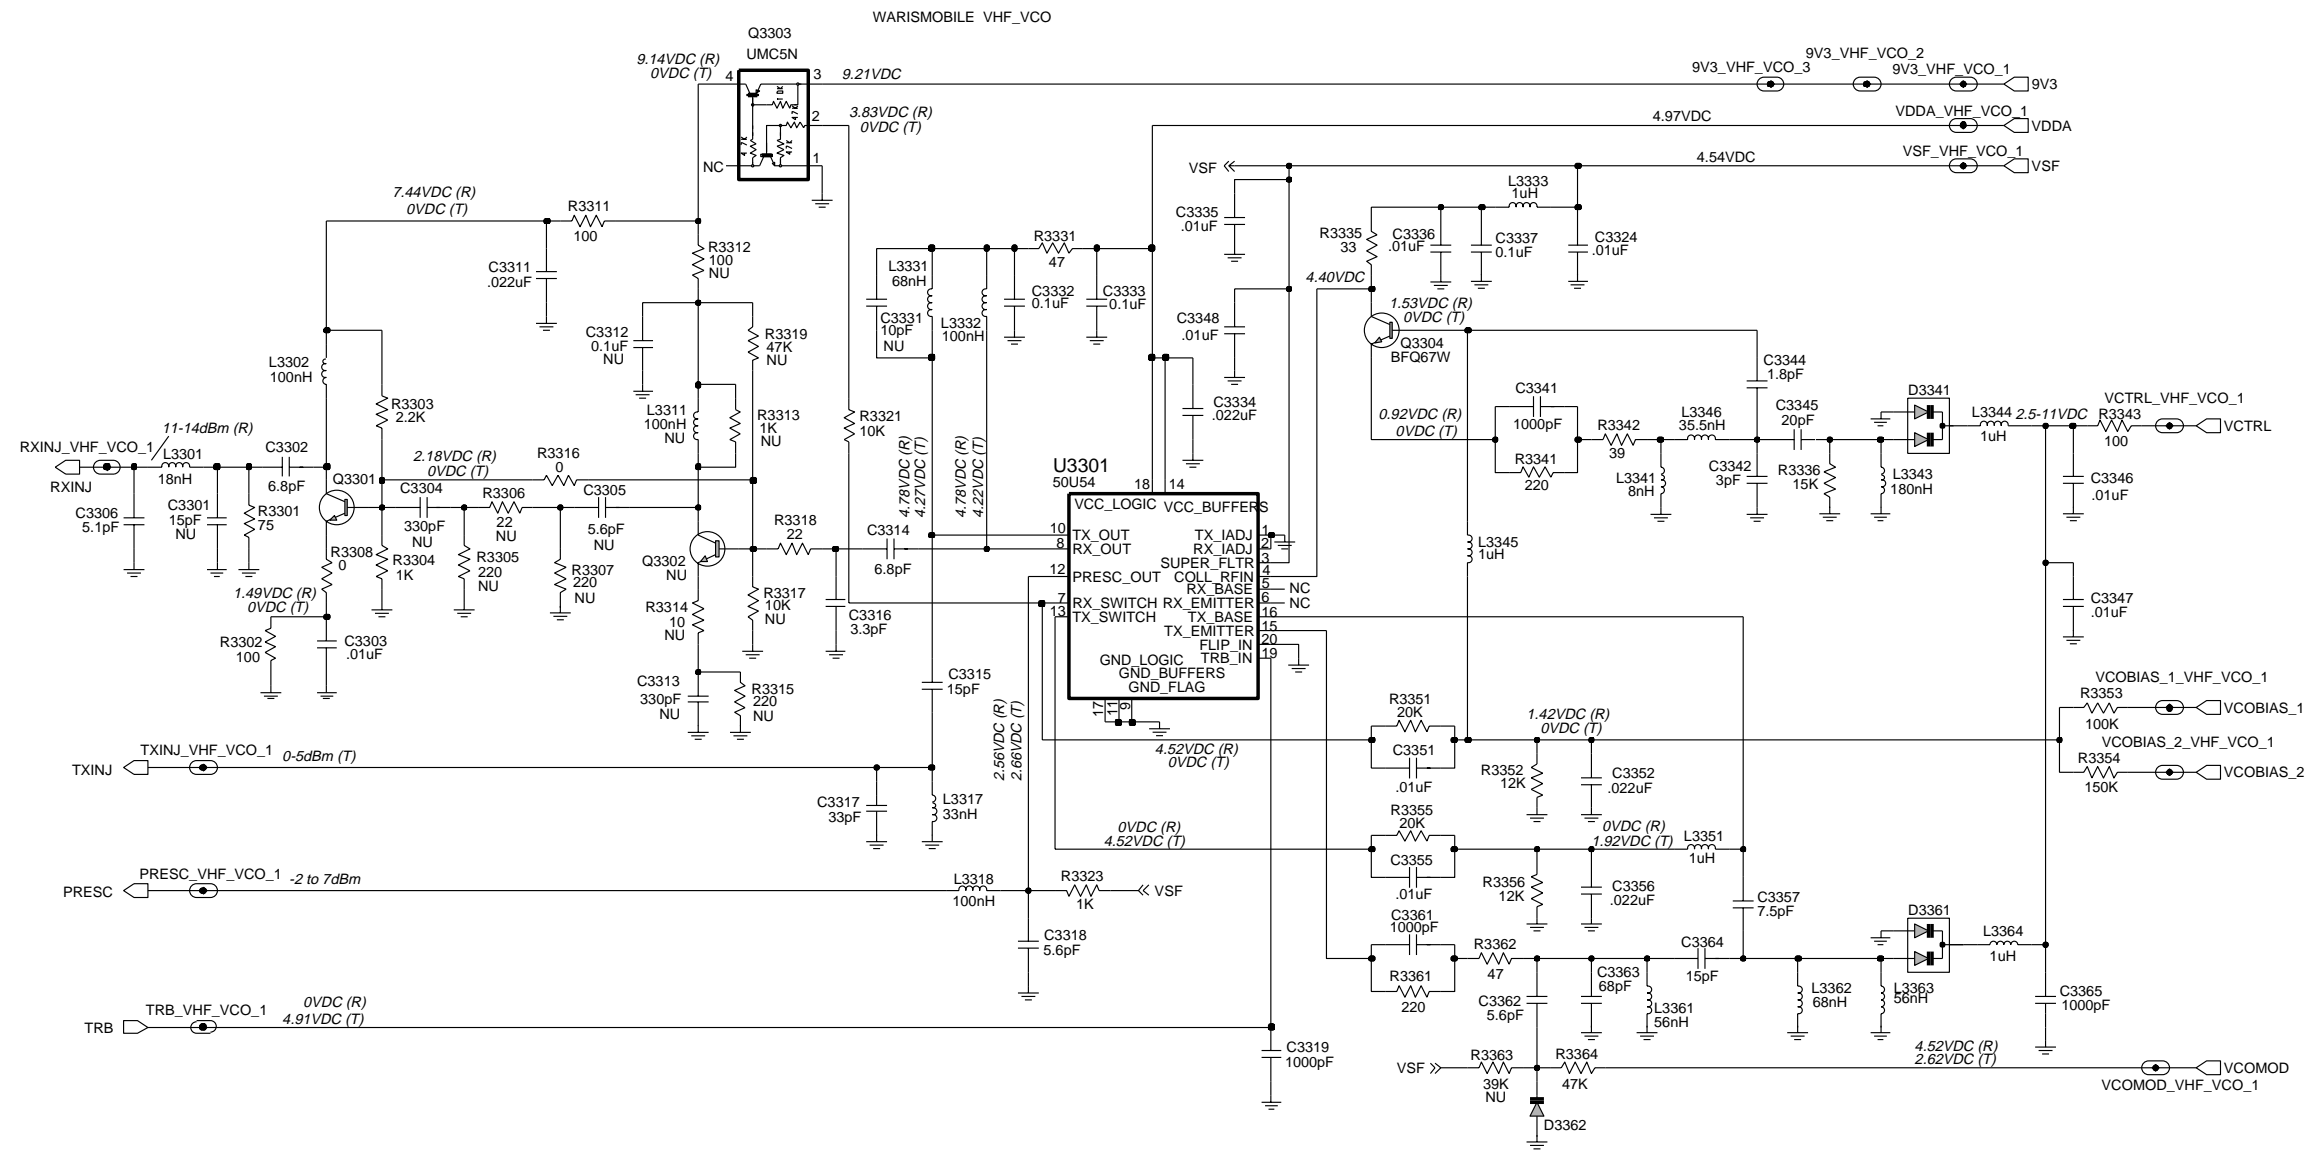 WARISMOBILE VHF_VCO
Q3303
UMC5N
9.14VDC (R)
0VDC (T)
4
3
9.21VDC
10K
47K
2
3.83VDC (R)
0VDC (T)
4.7K
47K
NC
1
9V3_VHF_VCO_3
9V3_VHF_VCO_2
9V3_VHF_VCO_1
9V3
4.97VDC
VDDA_VHF_VCO_1
VDDA
VSF
4.54VDC
VSF_VHF_VCO_1
VSF
7.44VDC (R)
0VDC (T)
R3311
100
C3311
.022uF
R3312
100
NU
C3312
0.1uF
NU
R3319
47K
NU
L3331
68nH
C3331
10pF
NU
L3332
100nH
R3331
47
C3332
0.1uF
C3333
0.1uF
C3335
.01uF
C3348
.01uF
C3334
.022uF
L3333
1uH
R3335
33
C3336
.01uF
C3337
0.1uF
C3324
.01uF
4.40VDC
1.53VDC (R)
0VDC (T)
Q3304
BFQ67W
C3344
1.8pF
C3341
1000pF
0.92VDC (R)
0VDC (T)
R3341
220
R3342
39
L3346
35.5nH
L3341
8nH
C3342
3pF
C3345
20pF
R3336
15K
L3343
180nH
D3341
L3344
1uH
2.5-11VDC
R3343
100
VCTRL_VHF_VCO_1
VCTRL
C3346
.01uF
C3347
.01uF
L3345
1uH
L3302
100nH
R3303
2.2K
11-14dBm (R)
RXINJ_VHF_VCO_1
RXINJ
L3301
18nH
C3302
6.8pF
C3306
5.1pF
C3301
15pF
NU
R3301
75
Q3301
2.18VDC (R)
0VDC (T)
R3316
0
C3304
330pF
NU
R3306
22
NU
C3305
5.6pF
NU
R3308
0
R3304
1K
R3305
220
NU
R3307
220
NU
1.49VDC (R)
0VDC (T)
R3302
100
C3303
.01uF
L3311
100nH
NU
R3313
1K
NU
R3321
10K
Q3302
NU
R3318
22
C3314
6.8pF
R3314
10
NU
R3317
10K
NU
C3316
3.3pF
C3313
330pF
NU
R3315
220
NU
4.78VDC (R)
4.27VDC (T)
4.78VDC (R)
4.22VDC (T)
C3315
15pF
2.56VDC (R)
2.66VDC (T)
U3301
50U54
18
14
VCC_LOGIC
VCC_BUFFERS
10
TX_OUT
8
RX_OUT
12
PRESC_OUT
7
RX_SWITCH
13
TX_SWITCH
TX_IADJ
1
RX_IADJ
2
SUPER_FLTR
3
COLL_RFIN
4
RX_BASE
5
NC
RX_EMITTER
6
NC
TX_BASE
16
TX_EMITTER
15
FLIP_IN
20
TRB_IN
19
GND_LOGIC
GND_BUFFERS
GND_FLAG
17
11
9
TXINJ_VHF_VCO_1
0-5dBm (T)
TXINJ
C3317
33pF
L3317
33nH
PRESC_VHF_VCO_1
-2 to 7dBm
PRESC
L3318
100nH
R3323
1K
VSF
C3318
5.6pF
TRB_VHF_VCO_1
0VDC (R)
4.91VDC (T)
TRB
C3319
1000pF
4.52VDC (R)
0VDC (T)
R3351
20K
C3351
.01uF
1.42VDC (R)
0VDC (T)
R3352
12K
C3352
.022uF
VCOBIAS_1_VHF_VCO_1
R3353
100K
VCOBIAS_1
VCOBIAS_2_VHF_VCO_1
R3354
150K
VCOBIAS_2
0VDC (R)
4.52VDC (T)
R3355
20K
C3355
.01uF
0VDC (R)
1.92VDC (T)
L3351
1uH
R3356
12K
C3356
.022uF
C3357
7.5pF
C3361
1000pF
R3361
220
R3362
47
C3362
5.6pF
C3363
68pF
L3361
56nH
C3364
15pF
L3362
68nH
L3363
56nH
D3361
L3364
1uH
C3365
1000pF
VSF
R3363
39K
NU
R3364
47K
D3362
4.52VDC (R)
2.62VDC (T)
VCOMOD
VCOMOD_VHF_VCO_1